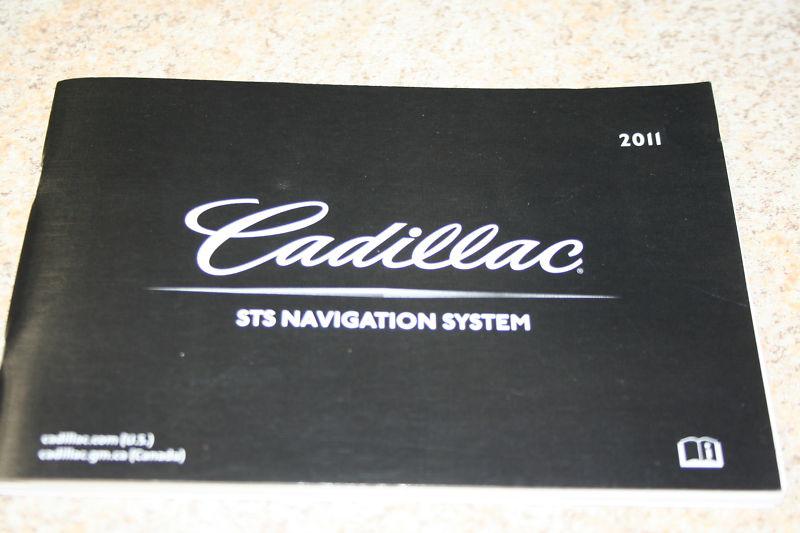 2011
Cadillac®
STS NAVIGATION SYSTEM
cadillac.com (U.S.)
cadillac.gm.ca (Canada)
i